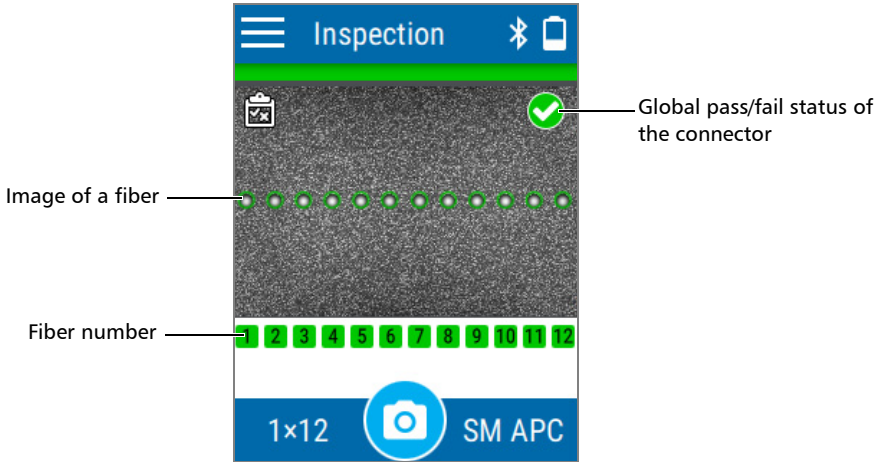 Inspection
Global pass/fail status of
the connector
Image of a fiber
Fiber number
1 2 3 4 5 6 7 8 9 10 11 12
1×12
SM APC